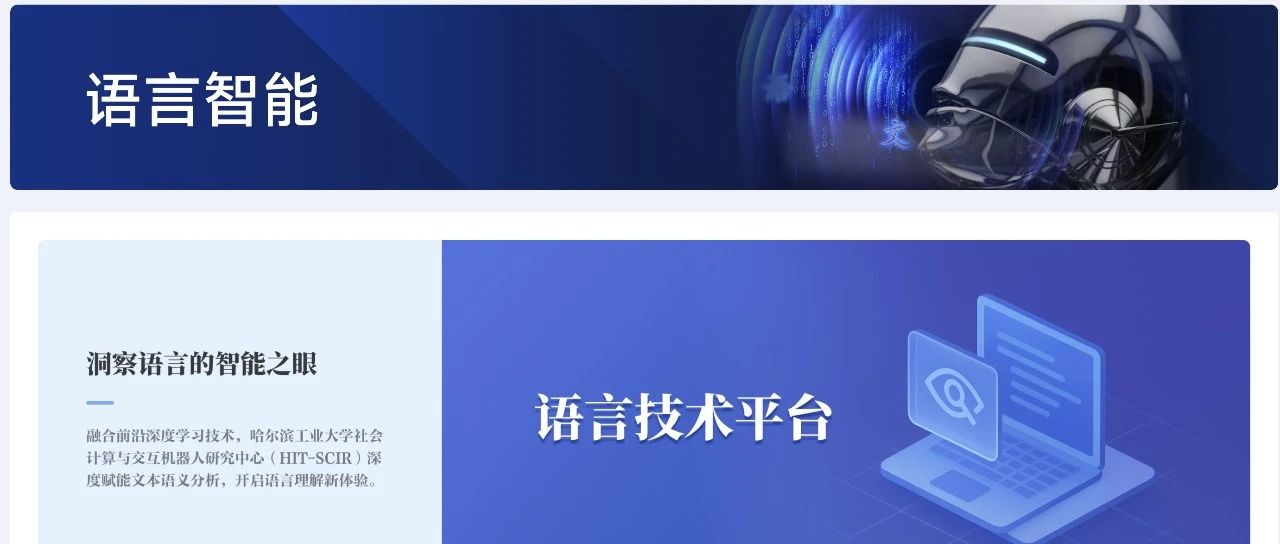 语言智能
洞察语言的智能之眼
融合前沿深度学习技术，哈尔滨工业大学社会
计算与交互机器人研究中心（HIT-SCIR）深
度赋能文本语义分析，开启语言理解新体验。
语言技术平台